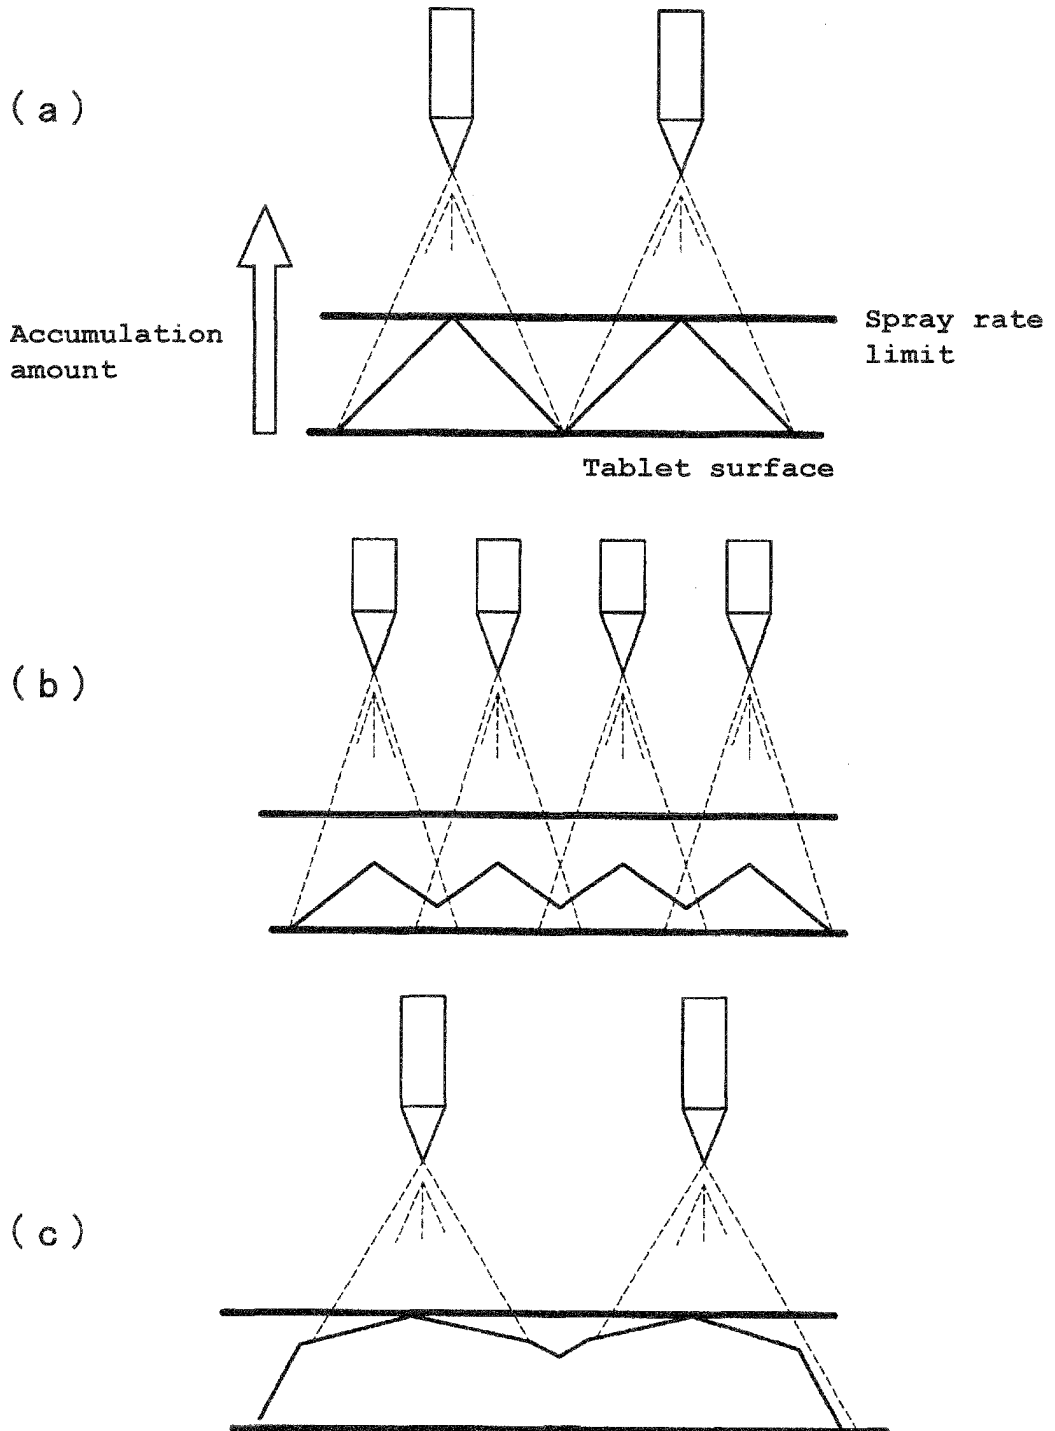 (a)
Accumulation
amount
Spray rate
limit
Tablet surface
(b)
(c)